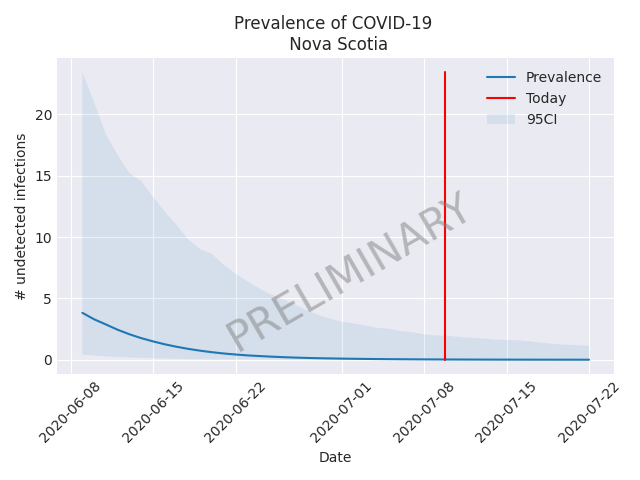 Prevalence of COVID-19
Nova Scotia
Prevalence
Today
95CI
20
15
10
5
0
# undetected infections
PRELIMINARY
2020-06-08
2020-06-15
2020-06-22
2020-07-01
2020-07-08
2020-07-15
2020-07-22
Date